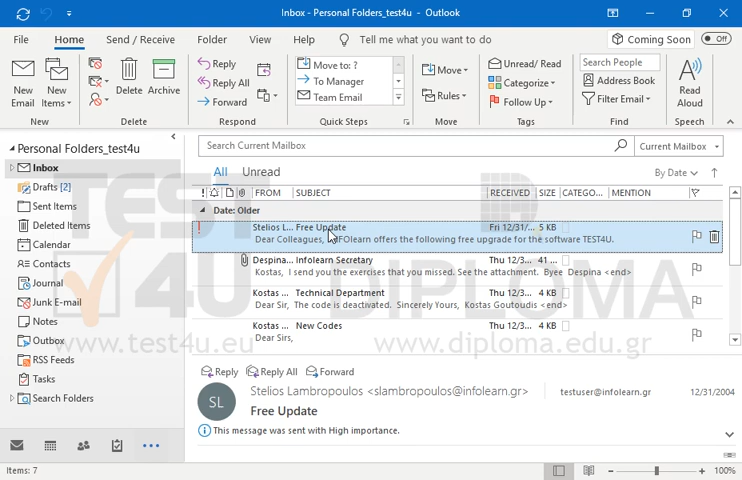 Inbox - Personal Folders_test4u - Outlook
File Home Send / Receive Folder View Help Tell me what you want to do Coming Soon Off
New Email
New Items
New
Delete
Archive
Delete
Reply
Reply All
Forward
Respond
Move to: ?
To Manager
Team Email
Quick Steps
Move
Rules
Move
Unread/ Read
Categorize
Follow Up
Tags
Search People
Address Book
Filter Email
Find
Read Aloud
Speech
Personal Folders_test4u
Inbox
Drafts [2]
Sent Items
Deleted Items
Calendar
Contacts
Journal
Junk E-mail
Notes
Outbox
RSS Feeds
Tasks
Search Folders
Search Current Mailbox Current Mailbox
All Unread By Date
! FROM SUBJECT RECEIVED SIZE CATEGO... MENTION
Date: Older
! Stelios L... Free Update Fri 12/31/... 5 KB
Dear Colleagues, INFOlearn offers the following free upgrade for the software TEST4U.
Despina... Infolearn Secretary Thu 12/3... 41 ...
Kostas, I send you the exercises that you missed. See the attachment. Byee Despina <end>
Kostas ... Technical Department Thu 12/3... 4 KB
Dear Sir, The code is deactivated. Sincerely Yours, Kostas Goutoudis <end>
Kostas ... New Codes Thu 12/3... 4 KB
Dear Sirs,
TEST 4U DIPLOMA
www.test4u.eu www.diploma.edu.gr
Reply Reply All Forward
SL
Stelios Lambropoulos <slambropoulos@infolearn.gr> testuser@infolearn.gr 12/31/2004
Free Update
This message was sent with High importance.
Items: 7 100%